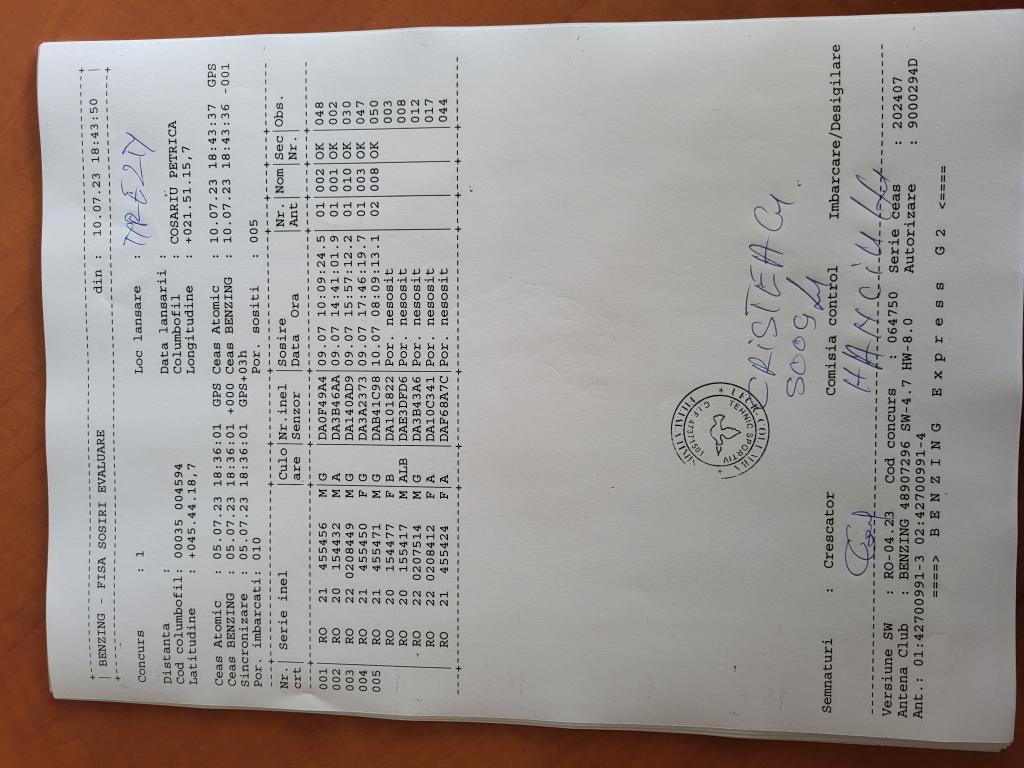 BENZING - FISA SOSIRI EVALUARE din : 10.07.23 18:43:50
Concurs : 1 Loc lansare :
Distanta : Data lansarii :
Cod columbofil: 00035 004594 Columbofil : COSARIU PETRICA
Latitudine : +045.44.18,7 Longitudine : +021.51.15,7
Ceas Atomic : 05.07.23 18:36:01 GPS Ceas Atomic : 10.07.23 18:43:37 GPS
Ceas BENZING : 05.07.23 18:36:01 +000 Ceas BENZING : 10.07.23 18:43:36 -001
Sincronizare : 05.07.23 18:36:01 GPS+03h
Por. imbarcati: 010 Por. sositi : 005
Nr. Serie inel Culo Nr.inel Sosire Nr. Nom Sec Obs.
crt are Senzor Data Ora Ant Nr.
001 RO 21 455456 M G DA0F49A4 09.07 10:09:24.5 01 002 OK 048
002 RO 20 154432 M A DA3B46AA 09.07 14:41:01.9 01 001 OK 002
003 RO 22 0208449 M G DA140AD9 09.07 15:57:12.2 01 010 OK 030
004 RO 21 455450 F G DA3A2373 09.07 17:46:19.7 01 003 OK 047
005 RO 21 455471 M G DAB41C98 10.07 08:09:13.1 02 008 OK 050
RO 20 154477 F B DA101822 Por. nesosit 003
RO 20 155417 M ALB DAE3DFD6 Por. nesosit 008
RO 22 0207514 M G DA3B43A6 Por. nesosit 012
RO 22 0208412 F A DA10C341 Por. nesosit 017
RO 21 455424 F A DAF68A7C Por. nesosit 044
CRISTEA
Semnaturi : Crescator Comisia control Imbarcare/Desigilare
Versiune SW : RO-04.23 Cod concurs : 064750 Serie ceas : 202407
Antena Club : BENZING 48907296 SW-4.7 HW-8.0 Autorizare : 9000294D
Ant.: 01:42700991-3 02:42700991-4
====> B E N Z I N G E x p r e s s G 2 <====